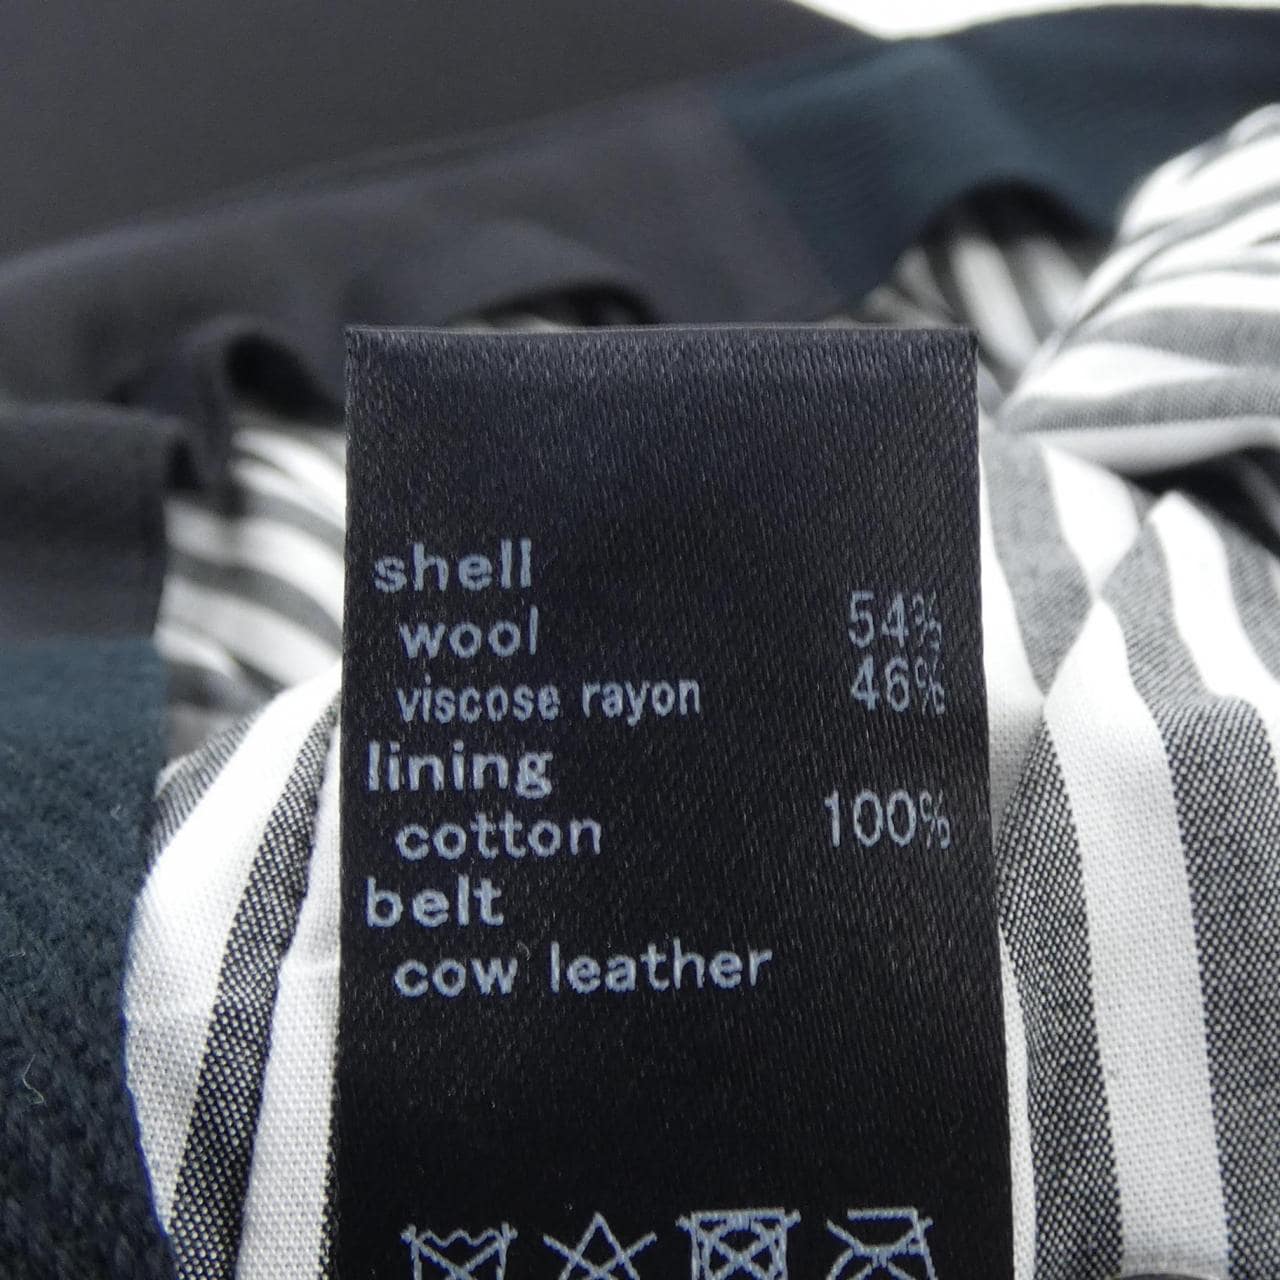 shell
wool 54%
viscose rayon 46%
lining
cotton 100%
belt
cow leather